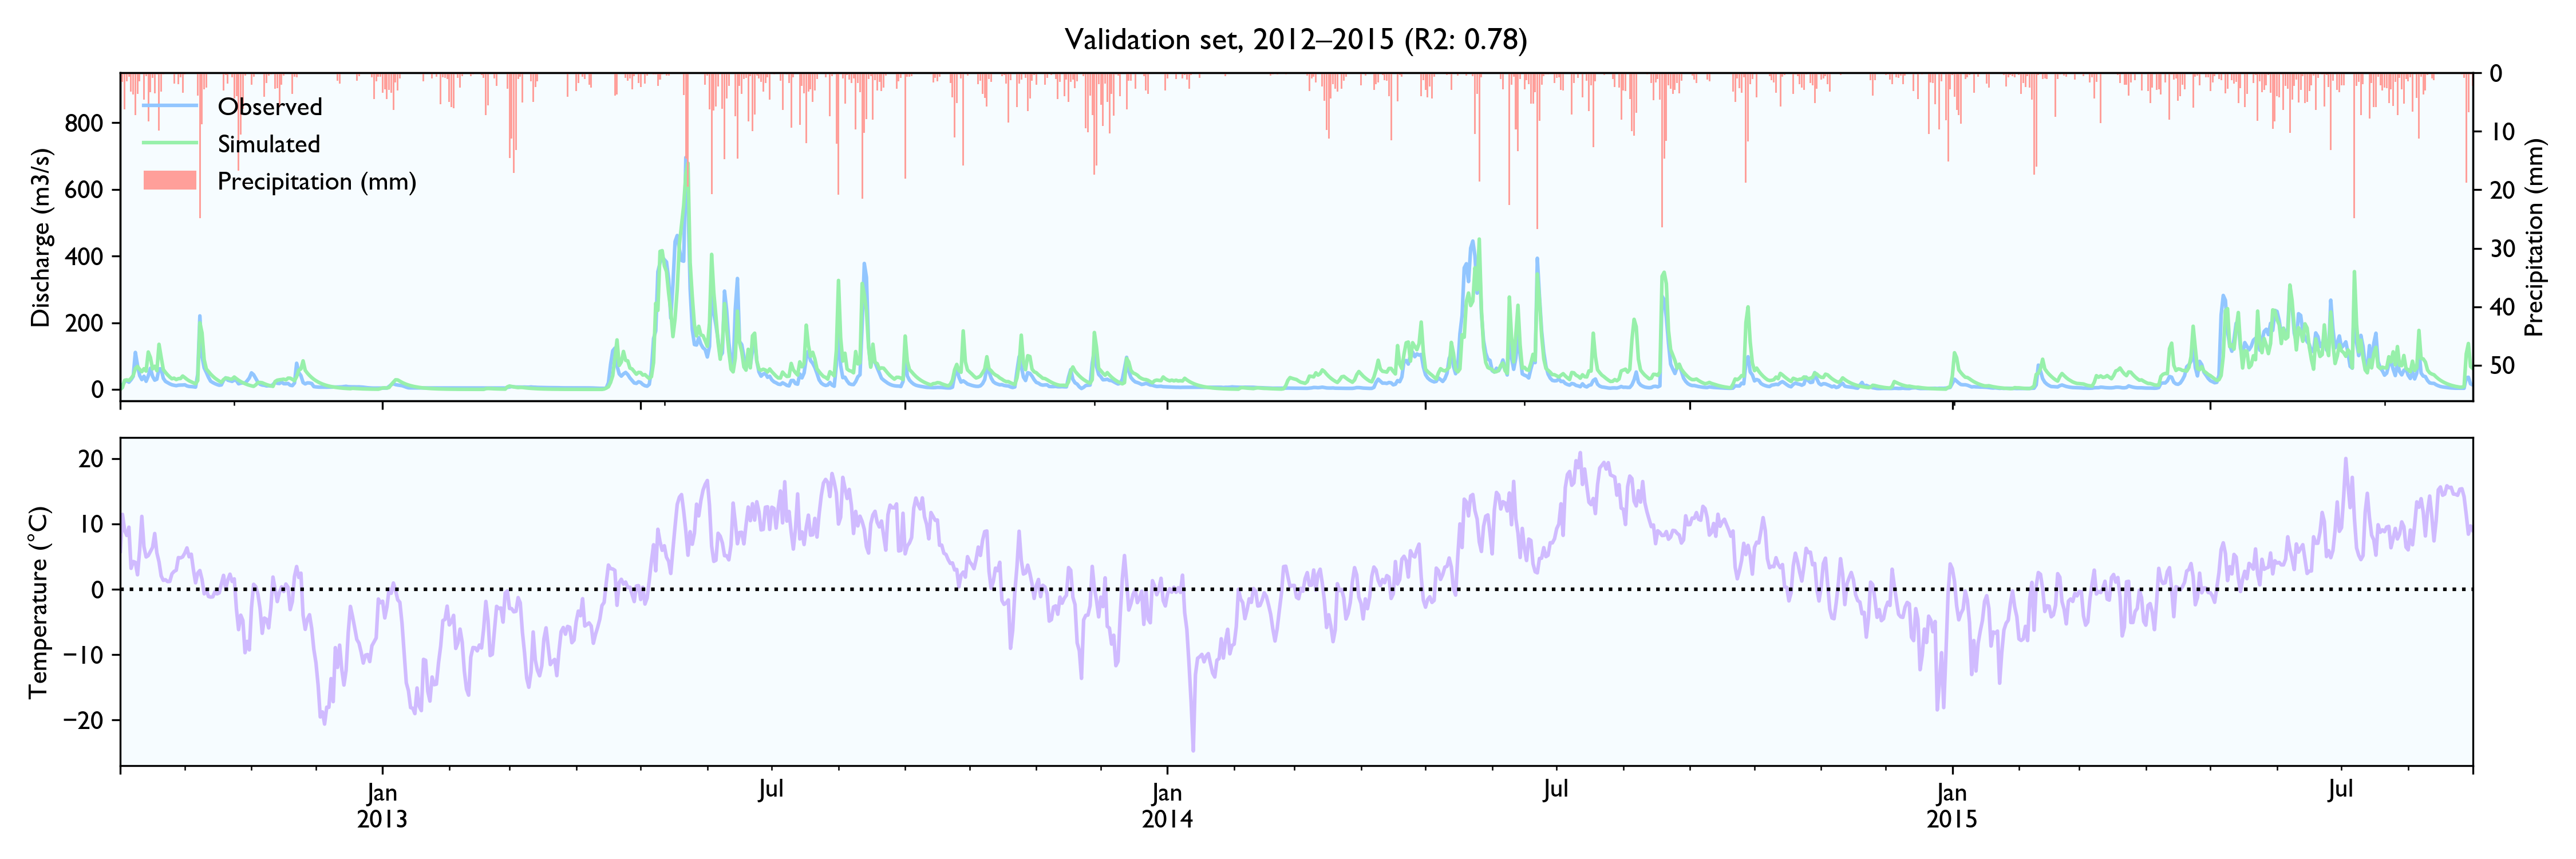 Validation set, 2012–2015 (R2: 0.78)
Discharge (m3/s)
800
600
400
200
0
Observed
Simulated
Precipitation (mm)
0
10
20
30
40
50
Precipitation (mm)
Temperature (°C)
20
10
0
−10
−20
Jan
2013
Jul
Jan
2014
Jul
Jan
2015
Jul